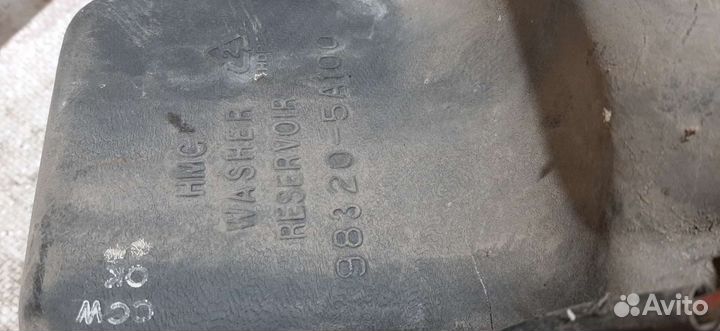 HMC
WASHER
RESERVOIR
98320-5A100
OK
CCW
Avito